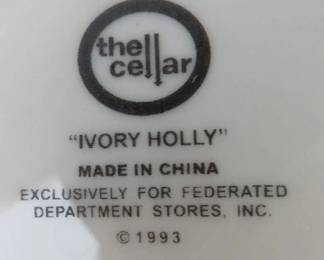 the
cellar
"IVORY HOLLY"
MADE IN CHINA
EXCLUSIVELY FOR FEDERATED
DEPARTMENT STORES, INC.
©1993